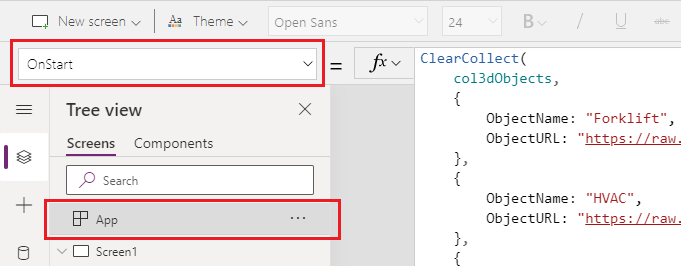 New screen
Theme
Open Sans
24
B
I
U
abc
OnStart
=
fx
ClearCollect(
col3dObjects,
{
ObjectName: "Forklift",
ObjectURL: "https://raw.
},
{
ObjectName: "HVAC",
ObjectURL: "https://raw.
},
{
Tree view
Screens
Components
Search
App
...
Screen1